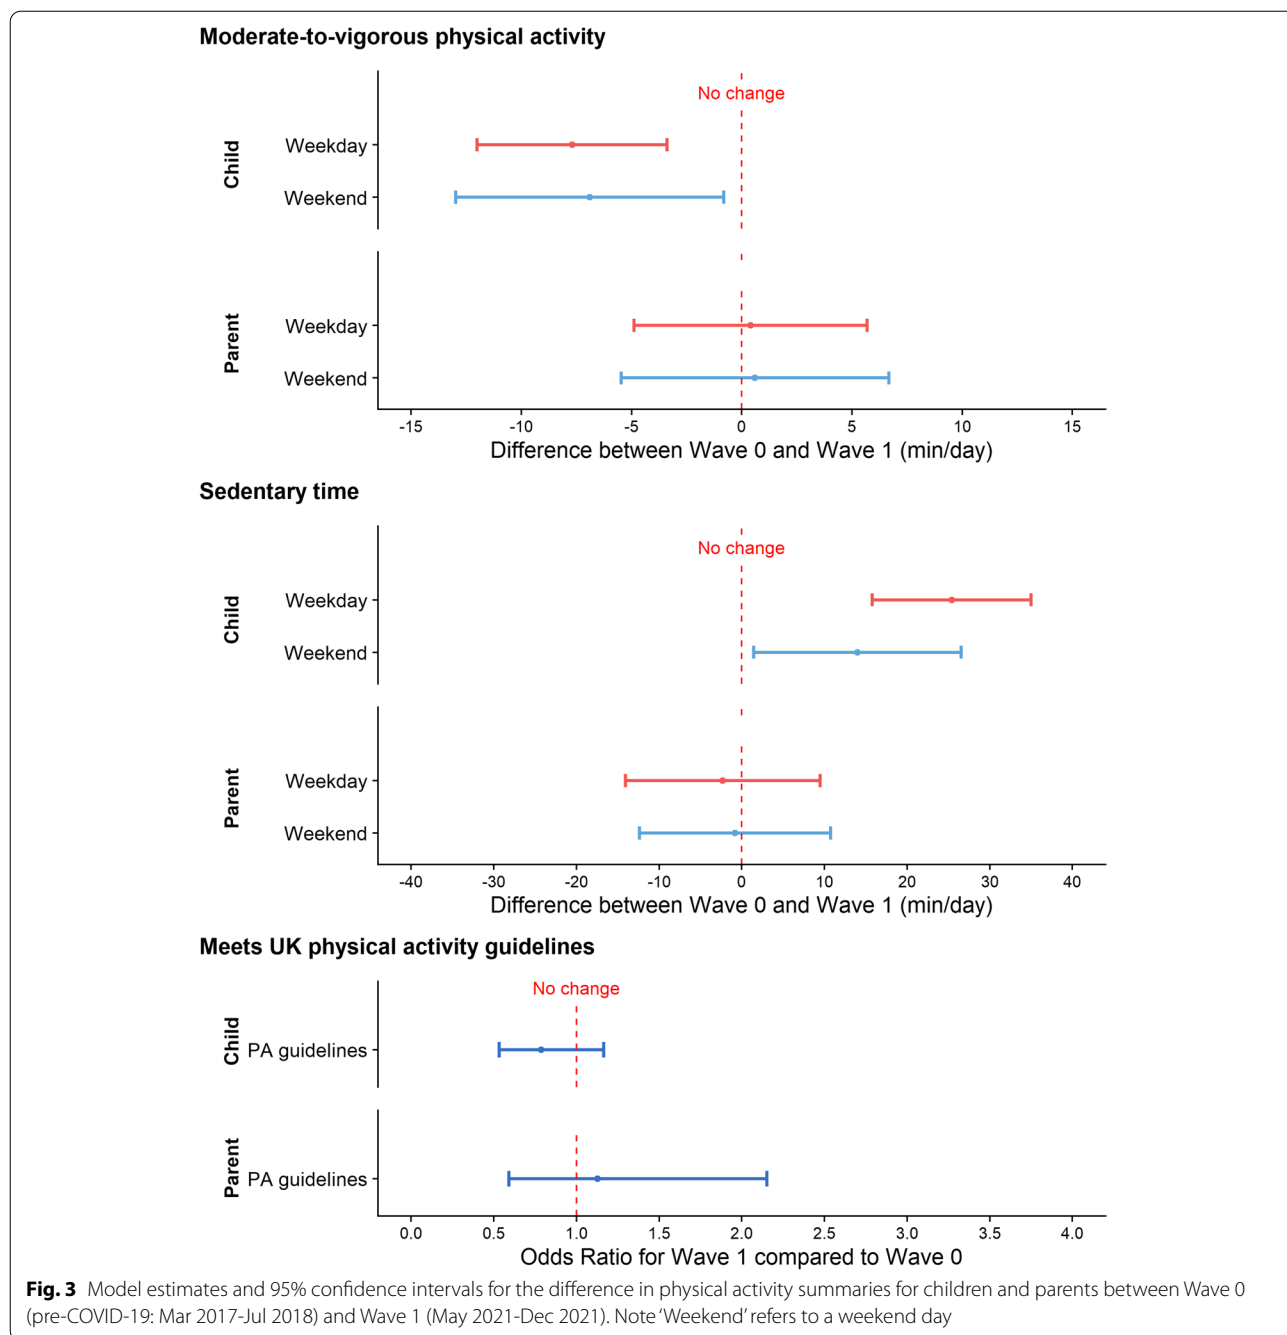 Moderate-to-vigorous physical activity
No change
Child
Weekday
Weekend
Parent
Weekday
Weekend
-15 -10 -5 0 5 10 15
Difference between Wave 0 and Wave 1 (min/day)
Sedentary time
No change
Child
Weekday
Weekend
Parent
Weekday
Weekend
-40 -30 -20 -10 0 10 20 30 40
Difference between Wave 0 and Wave 1 (min/day)
Meets UK physical activity guidelines
No change
Child
PA guidelines
Parent
PA guidelines
0.0 0.5 1.0 1.5 2.0 2.5 3.0 3.5 4.0
Odds Ratio for Wave 1 compared to Wave 0
Fig. 3 Model estimates and 95% confidence intervals for the difference in physical activity summaries for children and parents between Wave 0
(pre-COVID-19: Mar 2017-Jul 2018) and Wave 1 (May 2021-Dec 2021). Note ‘Weekend’ refers to a weekend day